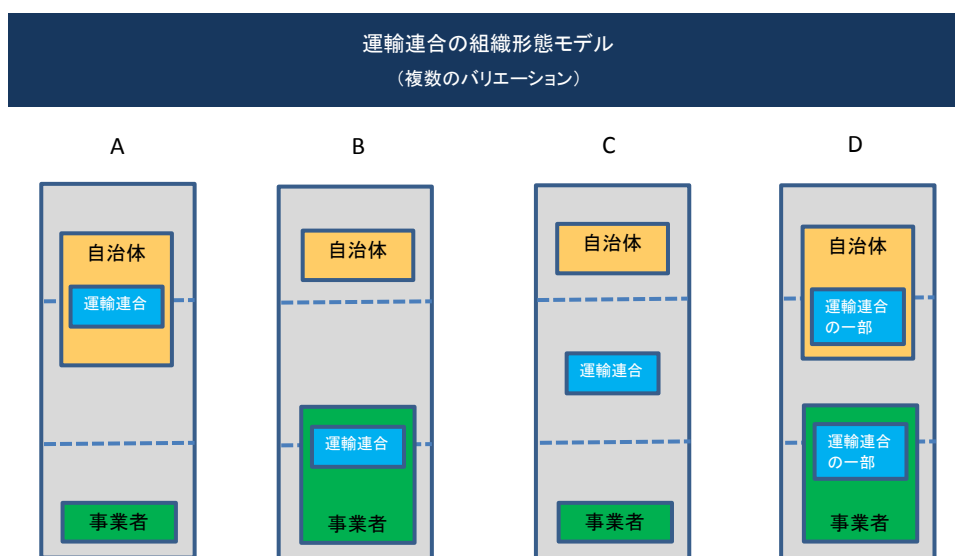 運輸連合の組織形態モデル
（複数のバリエーション）
A
B
C
D
自治体
運輸連合
事業者
自治体
運輸連合
事業者
自治体
運輸連合
事業者
自治体
運輸連合
の一部
運輸連合
の一部
事業者